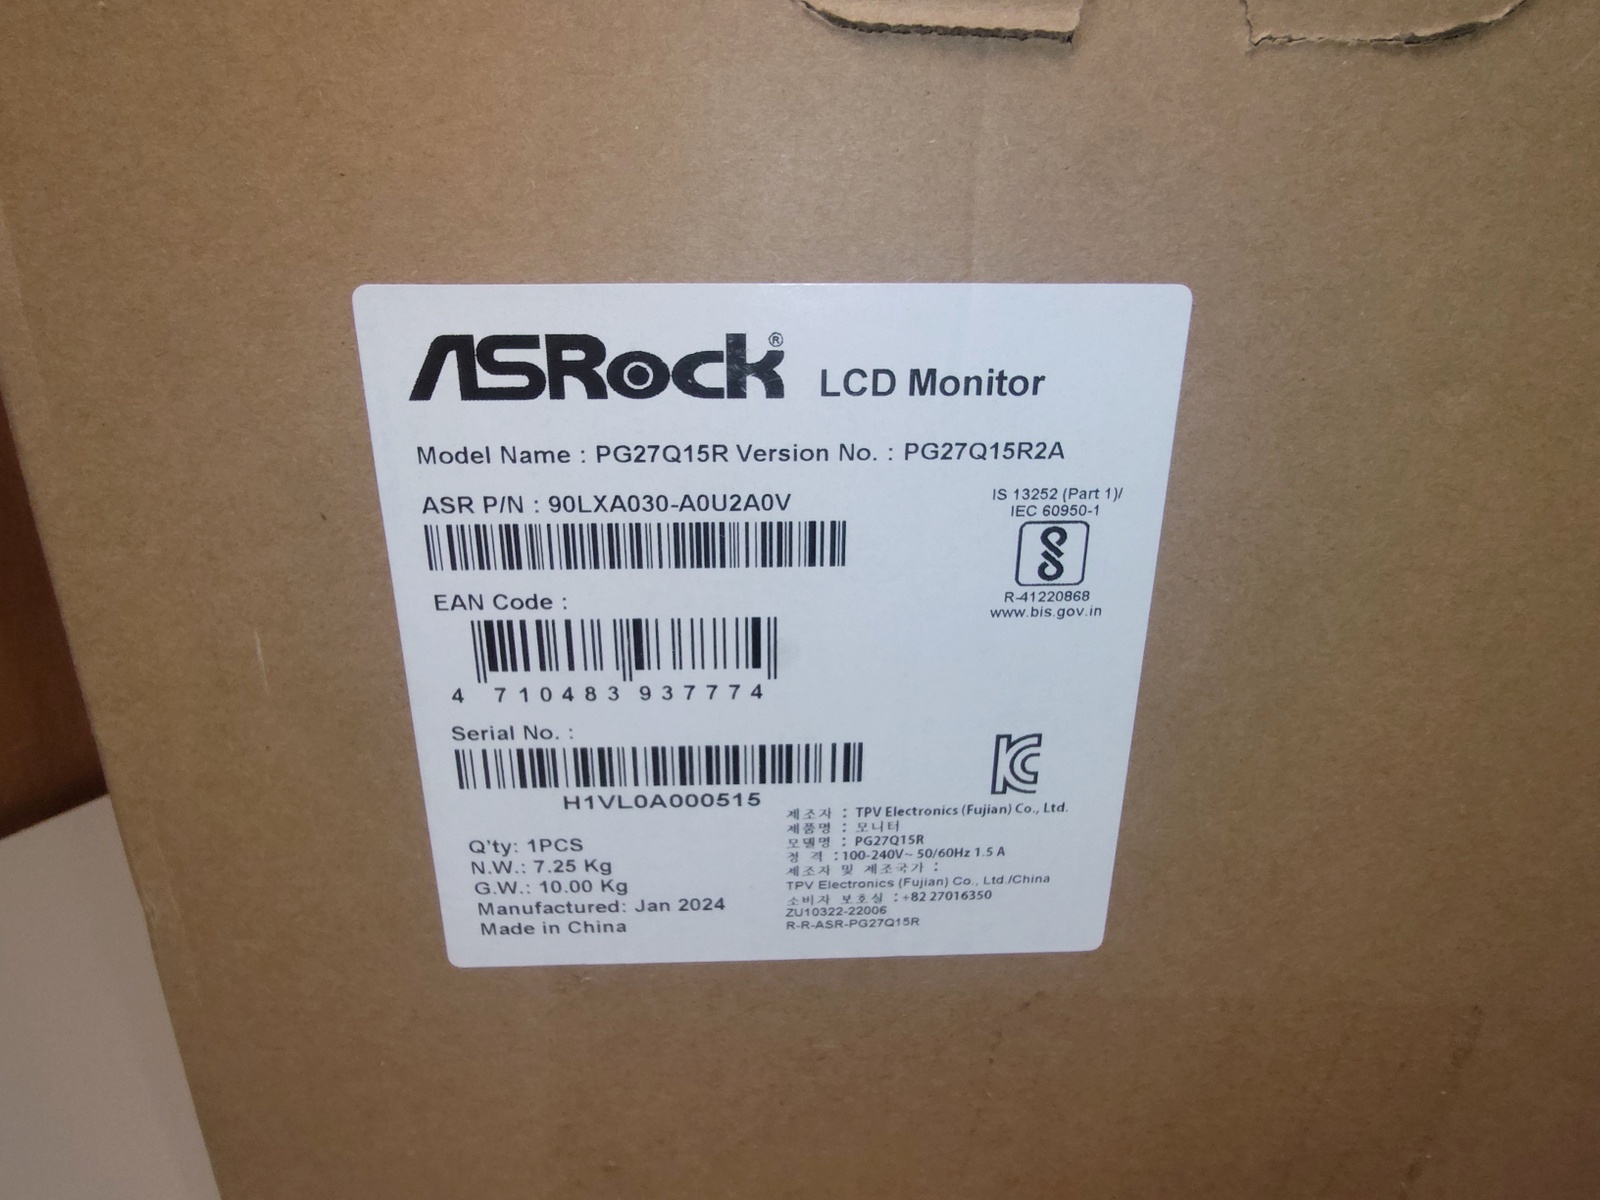 ASRock® LCD Monitor
Model Name : PG27Q15R Version No. : PG27Q15R2A
ASR P/N : 90LXA030-A0U2A0V
IS 13252 (Part 1)/
IEC 60950-1
R-41220868
www.bis.gov.in
EAN Code :
4 710483 937774
Serial No. :
H1VL0A000515
Q'ty: 1PCS
N.W.: 7.25 Kg
G.W.: 10.00 Kg
Manufactured: Jan 2024
Made in China
제조자 : TPV Electronics (Fujian) Co., Ltd.
제품명 : 모니터
모델명 : PG27Q15R
정 격 : 100-240V~ 50/60Hz 1.5 A
제조자 및 제조국가 :
TPV Electronics (Fujian) Co., Ltd./China
소비자 보호실 : +82 27016350
ZU10322-22006
R-R-ASR-PG27Q15R